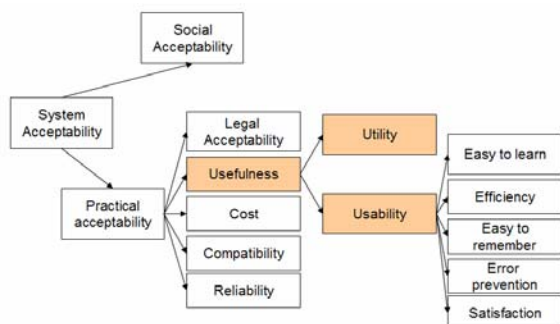 Social
Acceptability
System
Acceptability
Practical
acceptability
Legal
Acceptability
Usefulness
Cost
Compatibility
Reliability
Utility
Usability
Easy to learn
Efficiency
Easy to
remember
Error
prevention
Satisfaction